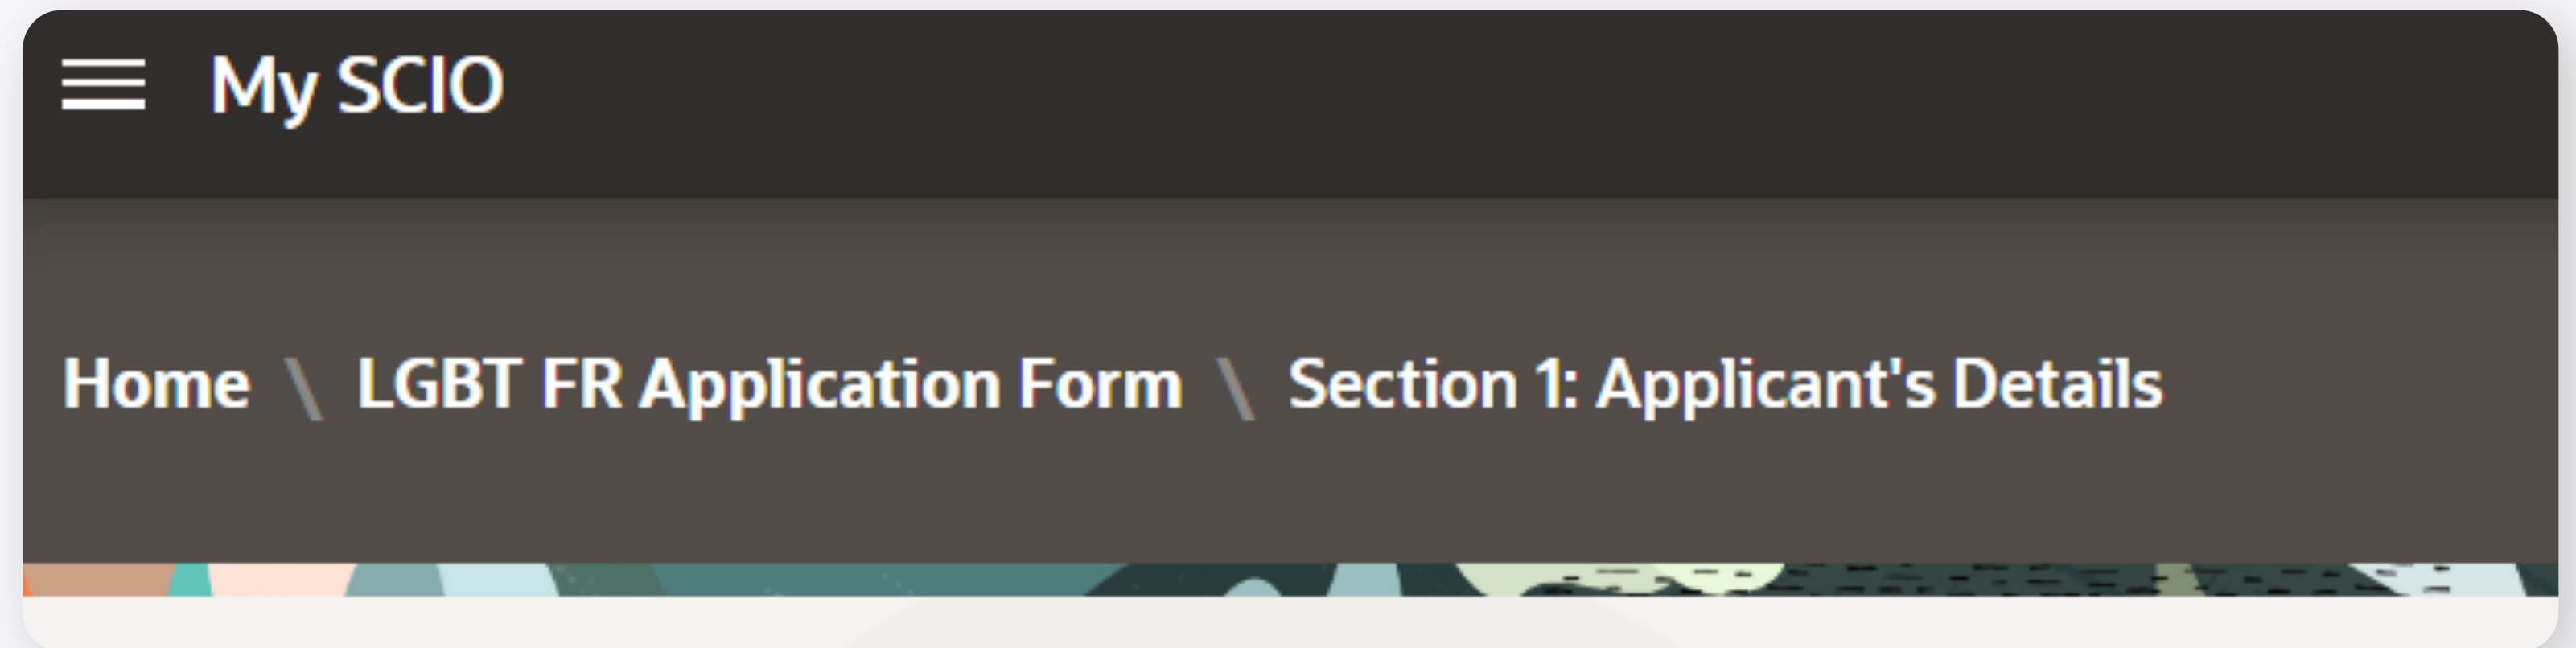 My SCIO
Home \ LGBT FR Application Form \ Section 1: Applicant's Details